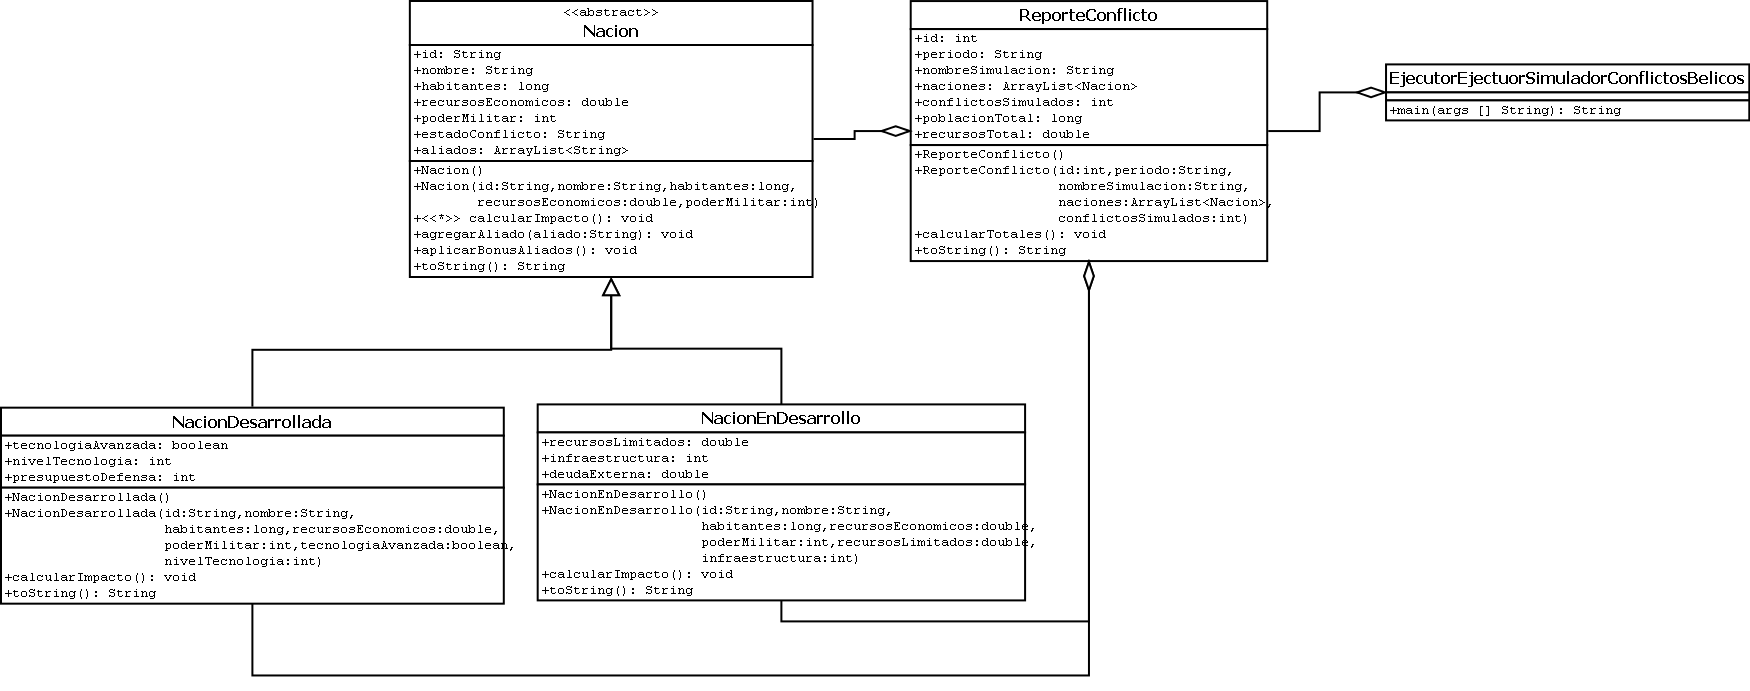 <<abstract>>
Nacion
+id: String
+nombre: String
+habitantes: long
+recursosEconomicos: double
+poderMilitar: int
+estadoConflicto: String
+aliados: ArrayList<String>
+Nacion()
+Nacion(id:String,nombre:String,habitantes:long,
recursosEconomicos:double,poderMilitar:int)
+<<*>> calcularImpacto(): void
+agregarAliado(aliado:String): void
+aplicarBonusAliados(): void
+toString(): String
ReporteConflicto
+id: int
+periodo: String
+nombreSimulacion: String
+naciones: ArrayList<Nacion>
+conflictosSimulados: int
+poblacionTotal: long
+recursosTotal: double
+ReporteConflicto()
+ReporteConflicto(id:int,periodo:String,
nombreSimulacion:String,
naciones:ArrayList<Nacion>,
conflictosSimulados:int)
+calcularTotales(): void
+toString(): String
EjecutorEjectuorSimuladorConflictosBelicos
+main(args [] String): String
NacionDesarrollada
+tecnologiaAvanzada: boolean
+nivelTecnologia: int
+presupuestoDefensa: int
+NacionDesarrollada()
+NacionDesarrollada(id:String,nombre:String,
habitantes:long,recursosEconomicos:double,
poderMilitar:int,tecnologiaAvanzada:boolean,
nivelTecnologia:int)
+calcularImpacto(): void
+toString(): String
NacionEnDesarrollo
+recursosLimitados: double
+infraestructura: int
+deudaExterna: double
+NacionEnDesarrollo()
+NacionEnDesarrollo(id:String,nombre:String,
habitantes:long,recursosEconomicos:double,
poderMilitar:int,recursosLimitados:double,
infraestructura:int)
+calcularImpacto(): void
+toString(): String